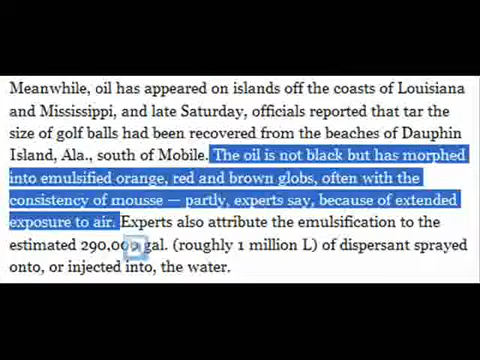 Meanwhile, oil has appeared on islands off the coasts of Louisiana
and Mississippi, and late Saturday, officials reported that tar the
size of golf balls had been recovered from the beaches of Dauphin
Island, Ala., south of Mobile. The oil is not black but has morphed
into emulsified orange, red and brown globs, often with the
consistency of mousse — partly, experts say, because of extended
exposure to air. Experts also attribute the emulsification to the
estimated 290,000 gal. (roughly 1 million L) of dispersant sprayed
onto, or injected into, the water.